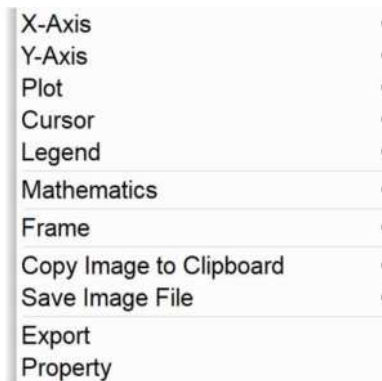 X-Axis
Y-Axis
Plot
Cursor
Legend
Mathematics
Frame
Copy Image to Clipboard
Save Image File
Export
Property